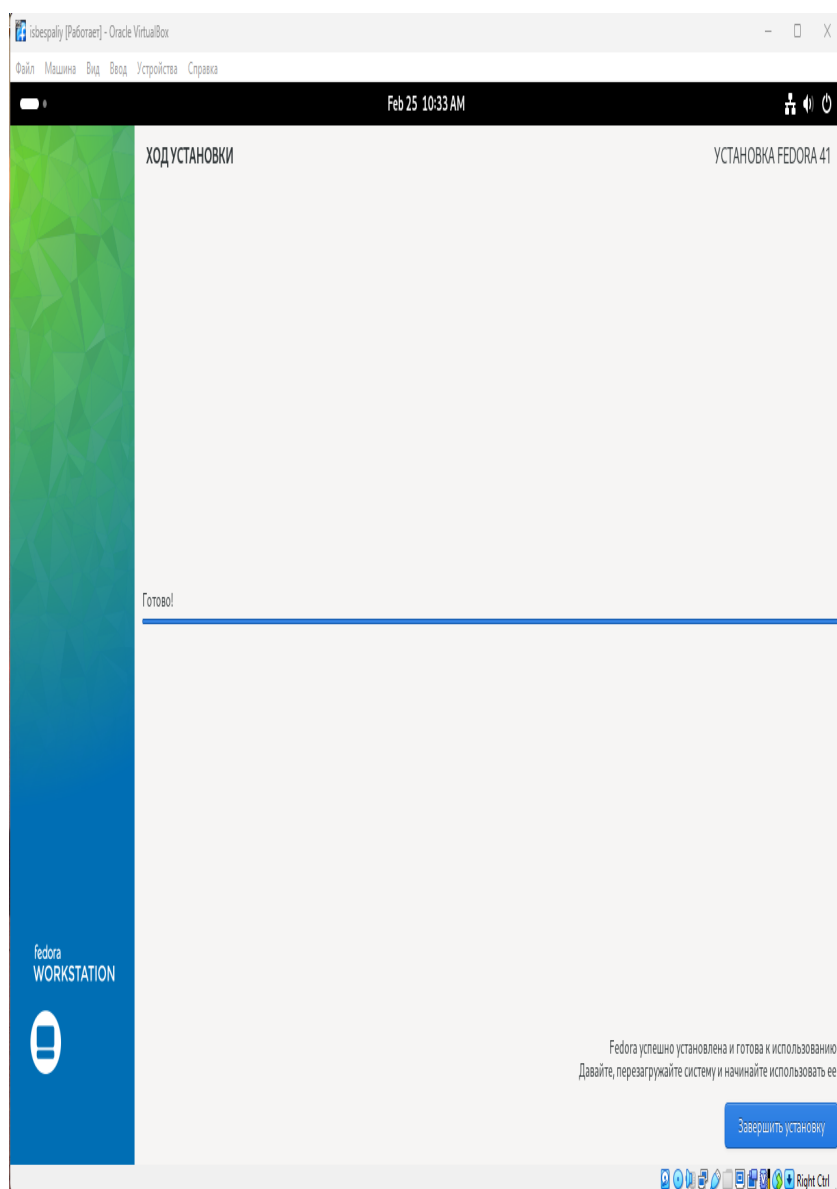 isbespaliy [Работает] - Oracle VirtualBox
Файл Машина Вид Ввод Устройства Справка
Feb 25 10:33 AM
ХОД УСТАНОВКИ
УСТАНОВКА FEDORA 41
Готово!
fedora
WORKSTATION
Fedora успешно установлена и готова к использованию
Давайте, перезагружайте систему и начинайте использовать ее
Завершить установку
Right Ctrl